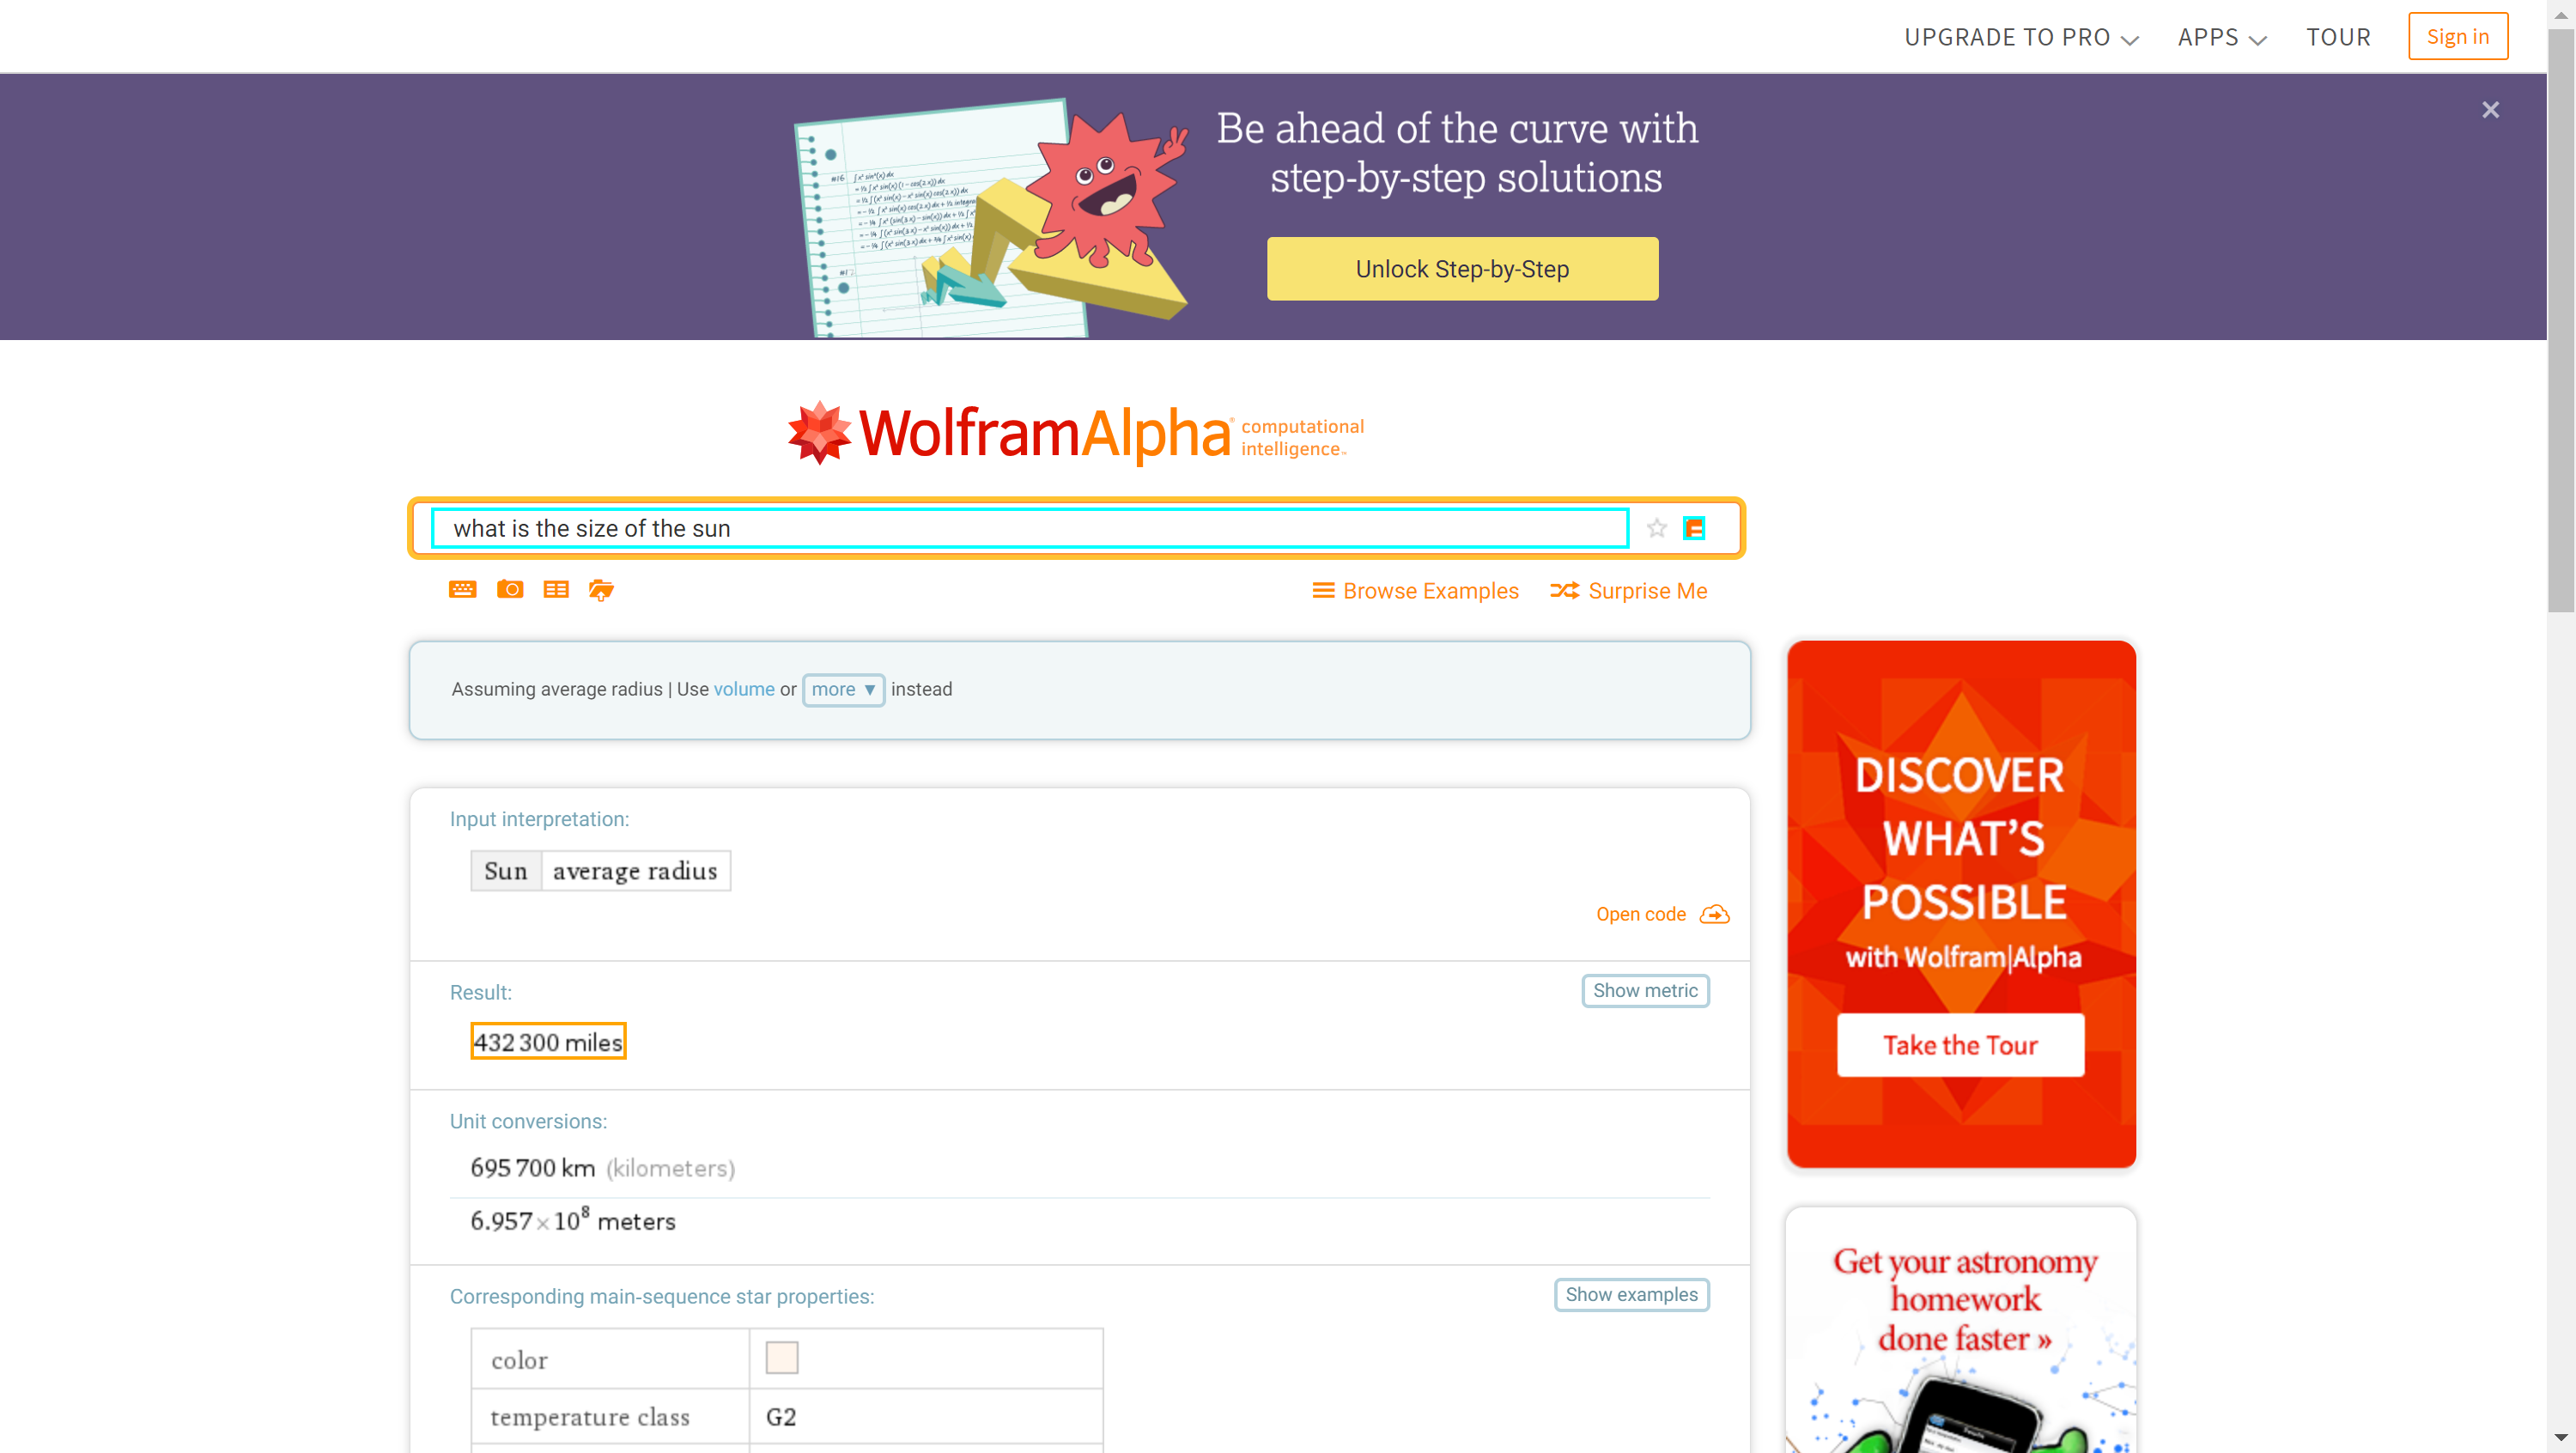 UPGRADE TO PRO
APPS
TOUR
Sign in
Be ahead of the curve with
step-by-step solutions
Unlock Step-by-Step
WolframAlpha computational
intelligence™
what is the size of the sun
Browse Examples
Surprise Me
Assuming average radius | Use volume or more ▼ instead
Input interpretation:
Sun average radius
Open code
Result:
Show metric
432 300 miles
Unit conversions:
695 700 km (kilometers)
6.957×10⁸ meters
Corresponding main-sequence star properties:
Show examples
color
temperature class G2
DISCOVER
WHAT'S
POSSIBLE
with Wolfram|Alpha
Take the Tour
Get your astronomy
homework
done faster »